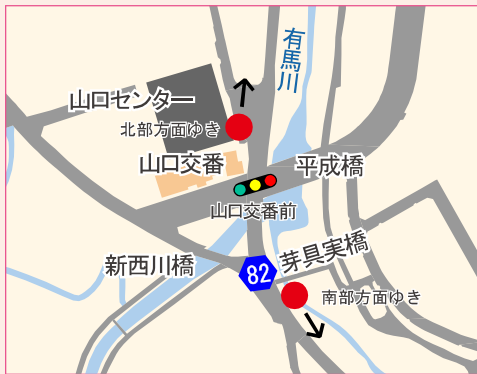 有馬川
山口センター
北部方面ゆき
山口交番
平成橋
山口交番前
新西川橋
芽具実橋
82
南部方面ゆき